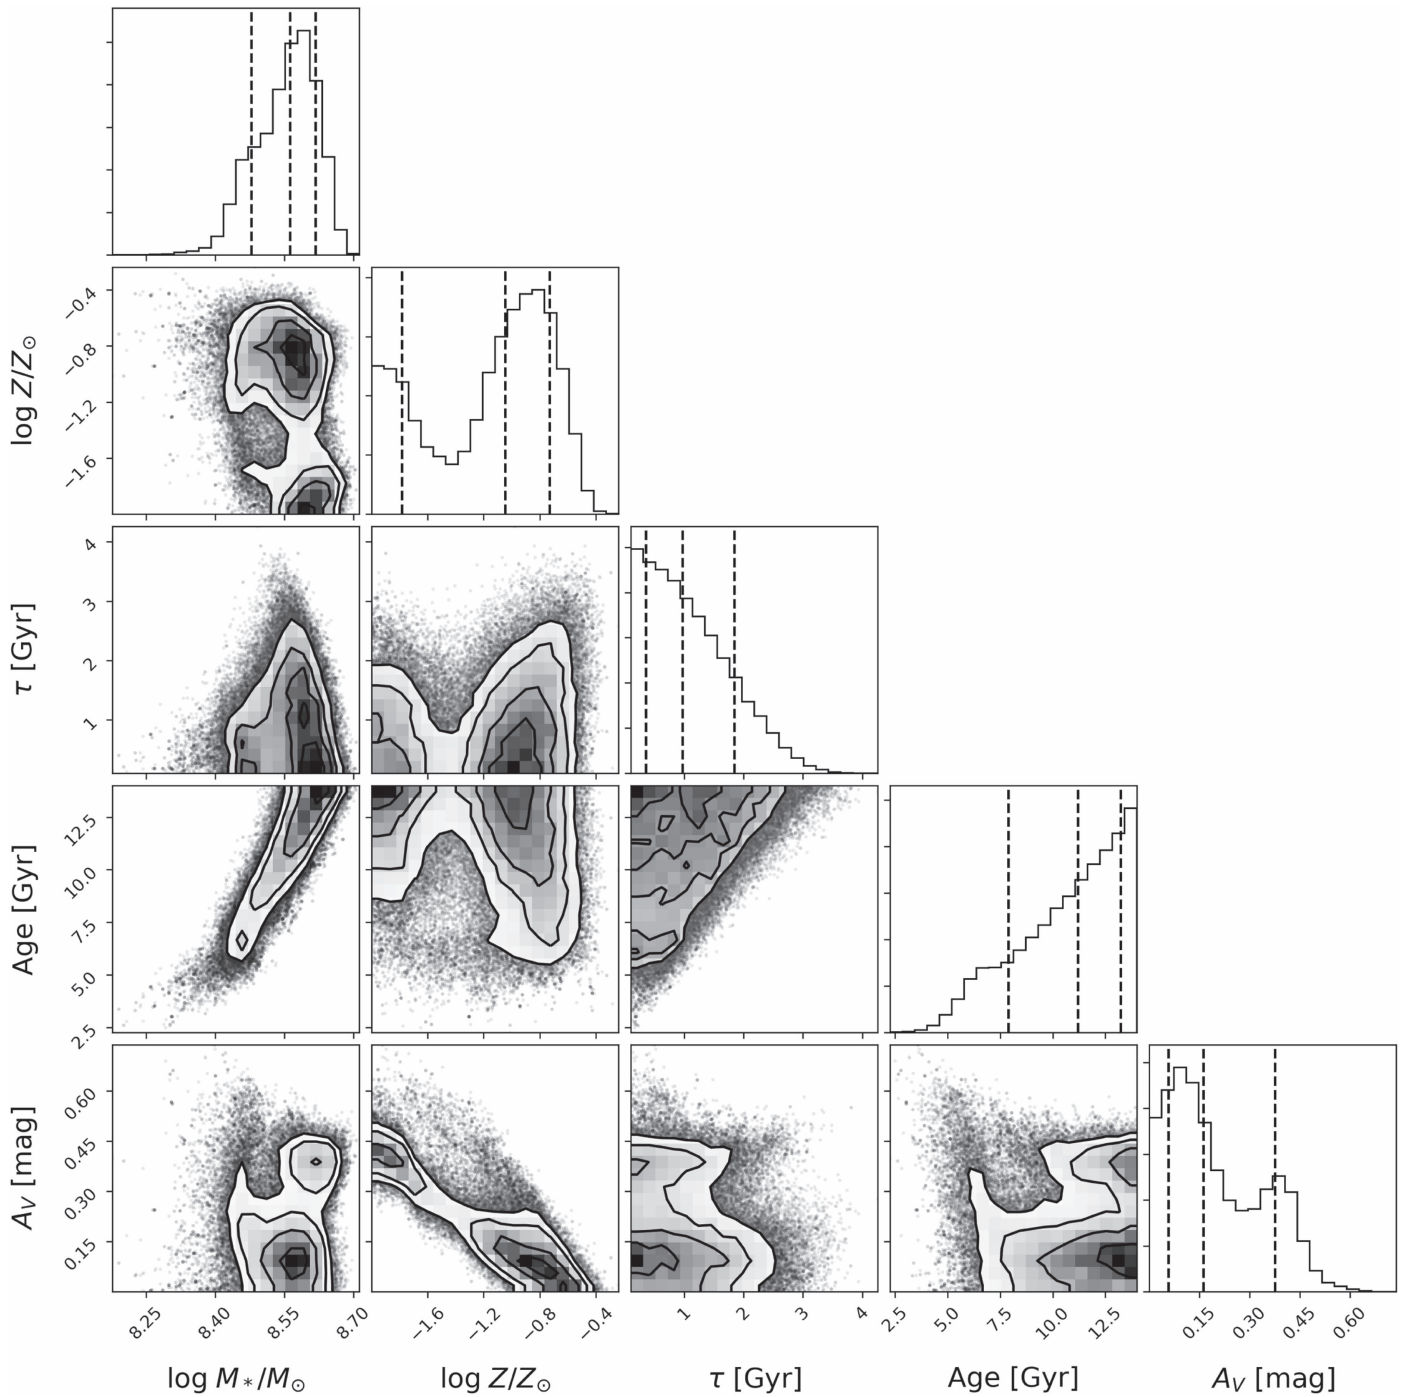 log Z/Z⊙
−0.4
−0.8
−1.2
−1.6
τ [Gyr]
4
3
2
1
Age [Gyr]
12.5
10.0
7.5
5.0
2.5
A_V [mag]
0.60
0.45
0.30
0.15
8.25 8.40 8.55 8.70 −1.6 −1.2 −0.8 −0.4 1 2 3 4 2.5 5.0 7.5 10.0 12.5 0.15 0.30 0.45 0.60
log M∗/M⊙ log Z/Z⊙ τ [Gyr] Age [Gyr] A_V [mag]